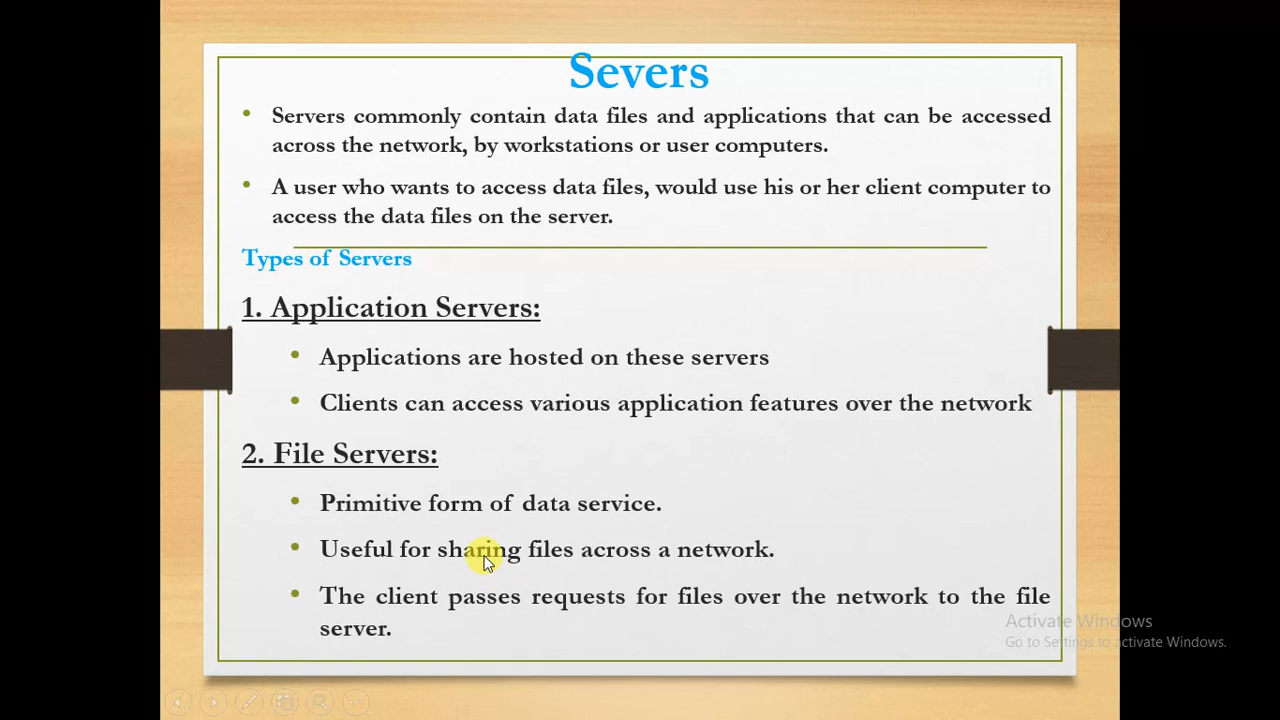 Severs
• Servers commonly contain data files and applications that can be accessed
across the network, by workstations or user computers.
• A user who wants to access data files, would use his or her client computer to
access the data files on the server.
Types of Servers
1. Application Servers:
• Applications are hosted on these servers
• Clients can access various application features over the network
2. File Servers:
• Primitive form of data service.
• Useful for sharing files across a network.
• The client passes requests for files over the network to the file
server.
Activate Windows
Go to Settings to activate Windows.